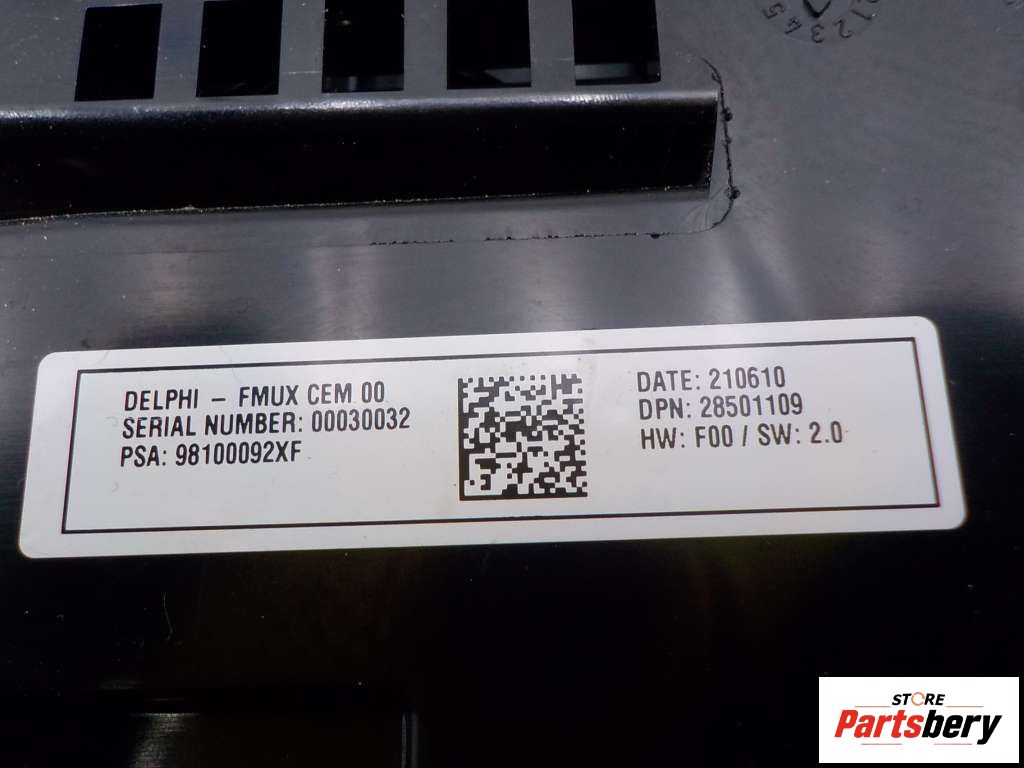 DELPHI – FMUX CEM 00
SERIAL NUMBER: 00030032
PSA: 98100092XF
DATE: 210610
DPN: 28501109
HW: F00 / SW: 2.0
STORE
Partsbery